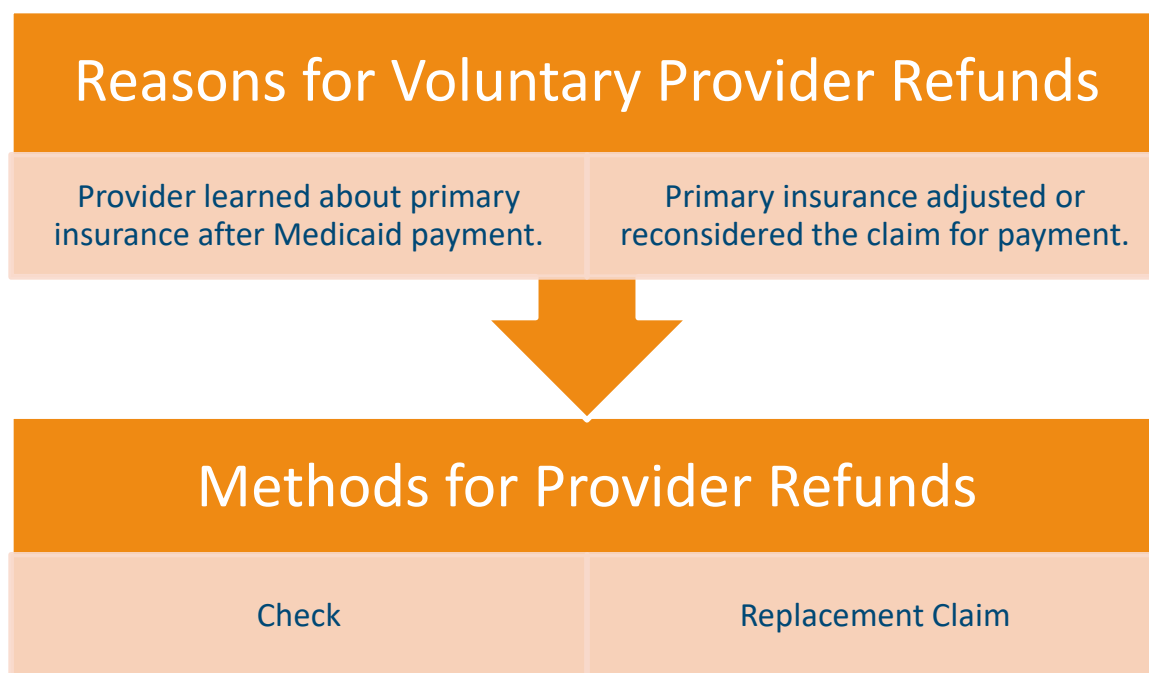 Reasons for Voluntary Provider Refunds
Provider learned about primary
insurance after Medicaid payment.
Primary insurance adjusted or
reconsidered the claim for payment.
Methods for Provider Refunds
Check
Replacement Claim